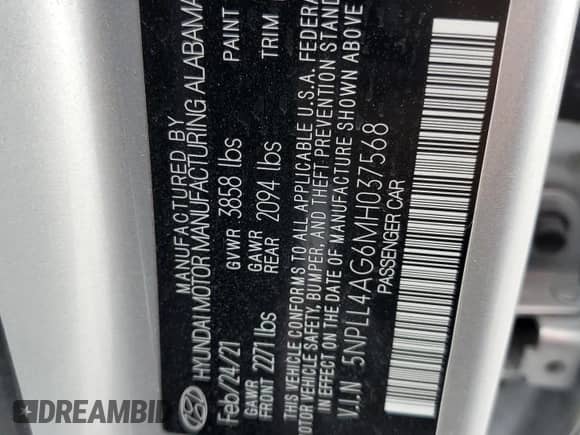 MANUFACTURED BY
HYUNDAI MOTOR MANUFACTURING ALABAMA
Feb/24/21 GVWR 3858 lbs PAINT
GAWR GAWR
FRONT 2271 lbs REAR 2094 lbs TRIM
THIS VEHICLE CONFORMS TO ALL APPLICABLE U.S.A. FEDERA
MOTOR VEHICLE SAFETY, BUMPER, AND THEFT PREVENTION STAND
IN EFFECT ON THE DATE OF MANUFACTURE SHOWN ABOVE
V.I.N 5NPLL4AG6MH037568
PASSENGER CAR
DREAMBID